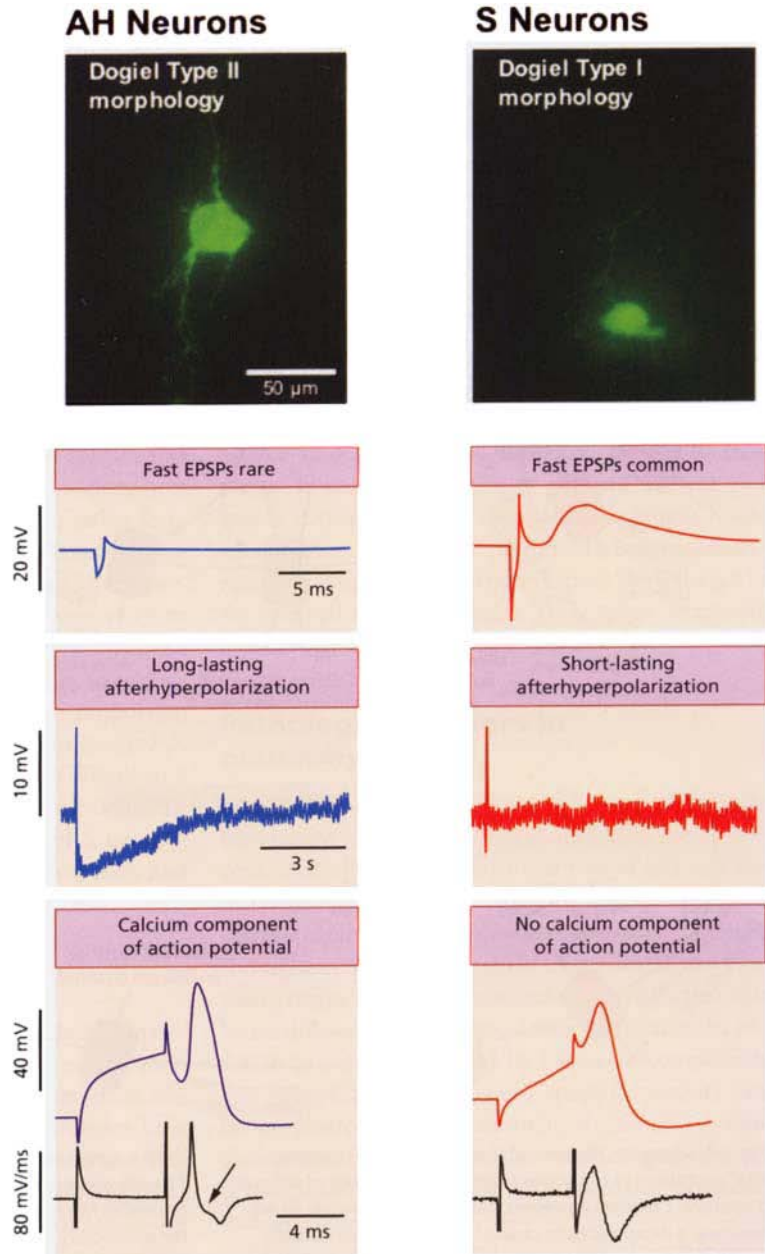 AH Neurons
S Neurons
Dogiel Type II
morphology
50 µm
Dogiel Type I
morphology
Fast EPSPs rare
20 mV
5 ms
Fast EPSPs common
Long-lasting
afterhyperpolarization
10 mV
3 s
Short-lasting
afterhyperpolarization
Calcium component
of action potential
40 mV
80 mV/ms
4 ms
No calcium component
of action potential